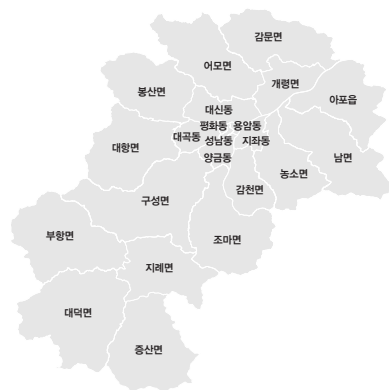 감문면
어모면
개령면
봉산면
아포읍
대신동
평화동 용암동
대곡동 성남동 지좌동
대항면
양금동
남면
농소면
감천면
구성면
부항면
조마면
지례면
대덕면
증산면